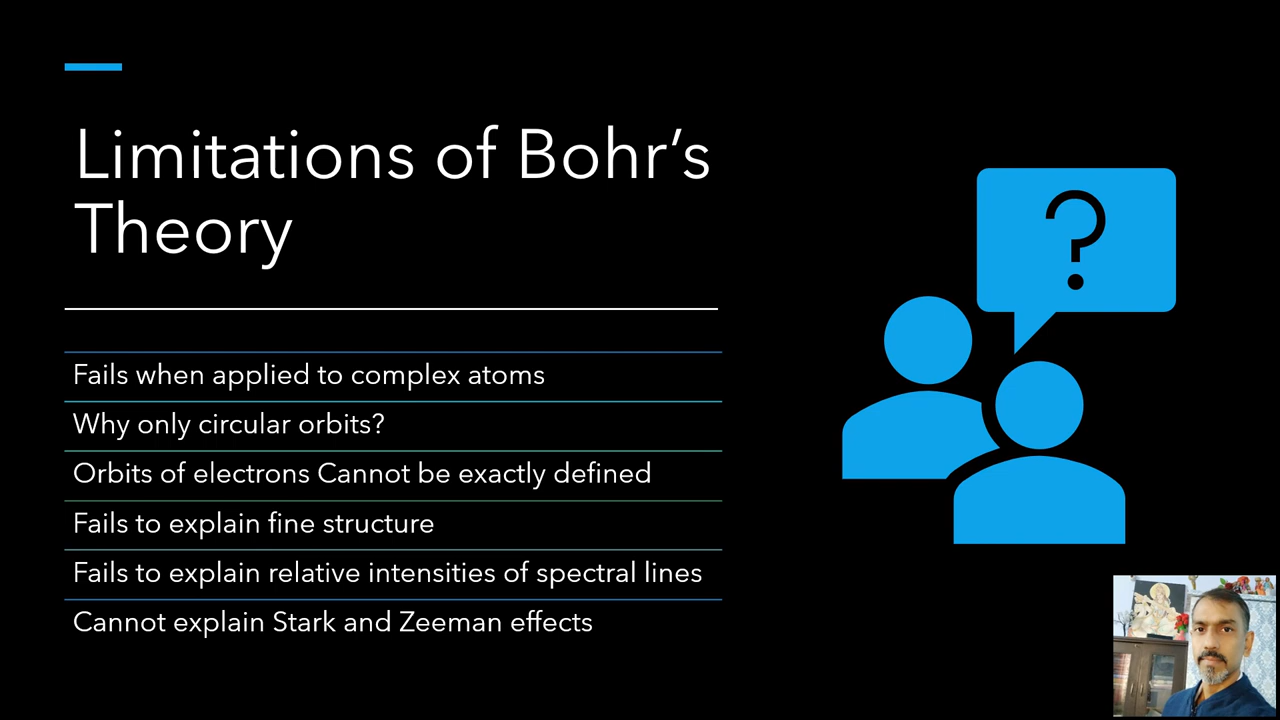 Limitations of Bohr’s
Theory
?
Fails when applied to complex atoms
Why only circular orbits?
Orbits of electrons Cannot be exactly defined
Fails to explain fine structure
Fails to explain relative intensities of spectral lines
Cannot explain Stark and Zeeman effects